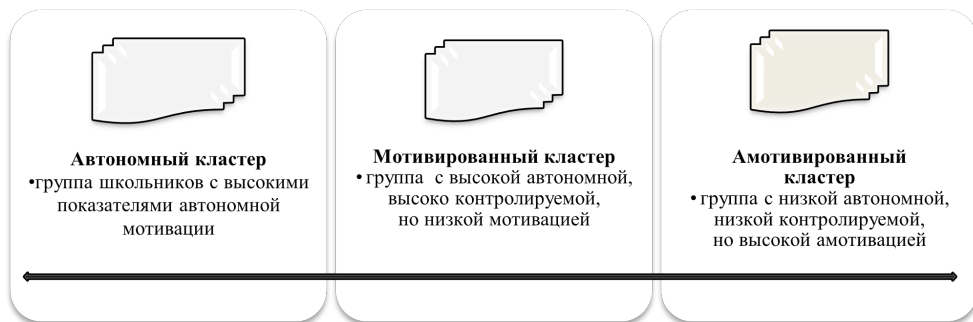 Автономный кластер
•группа школьников с высокими
показателями автономной
мотивации
Мотивированный кластер
• группа с высокой автономной,
высоко контролируемой,
но низкой мотивацией
Амотивированный
кластер
• группа с низкой автономной,
низкой контролируемой,
но высокой амотивацией